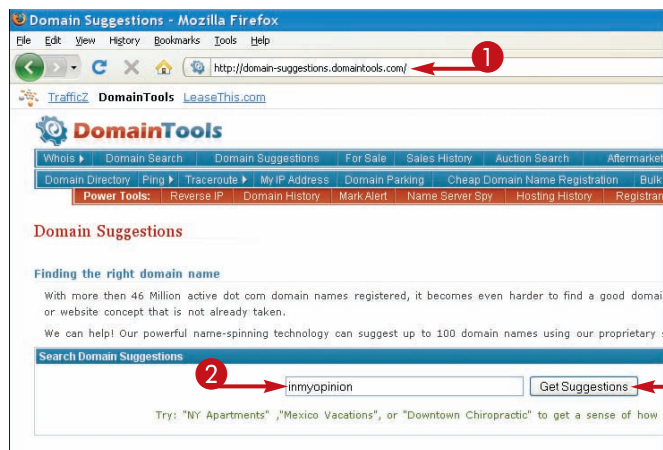 Domain Suggestions - Mozilla Firefox
File Edit View History Bookmarks Tools Help
http://domain-suggestions.domaintools.com/
1
TrafficZ DomainTools LeaseThis.com
DomainTools
Whois Domain Search Domain Suggestions For Sale Sales History Auction Search Aftermarket
Domain Directory Ping Traceroute My IP Address Domain Parking Cheap Domain Name Registration Bulk
Power Tools: Reverse IP Domain History Mark Alert Name Server Spy Hosting History Registran
Domain Suggestions
Finding the right domain name
With more then 46 Million active dot com domain names registered, it becomes even harder to find a good domai
or website concept that is not already taken.
We can help! Our powerful name-spinning technology can suggest up to 100 domain names using our proprietary s
Search Domain Suggestions
2
inmyopinion Get Suggestions
Try: "NY Apartments" ,"Mexico Vacations", or "Downtown Chiropractic" to get a sense of how